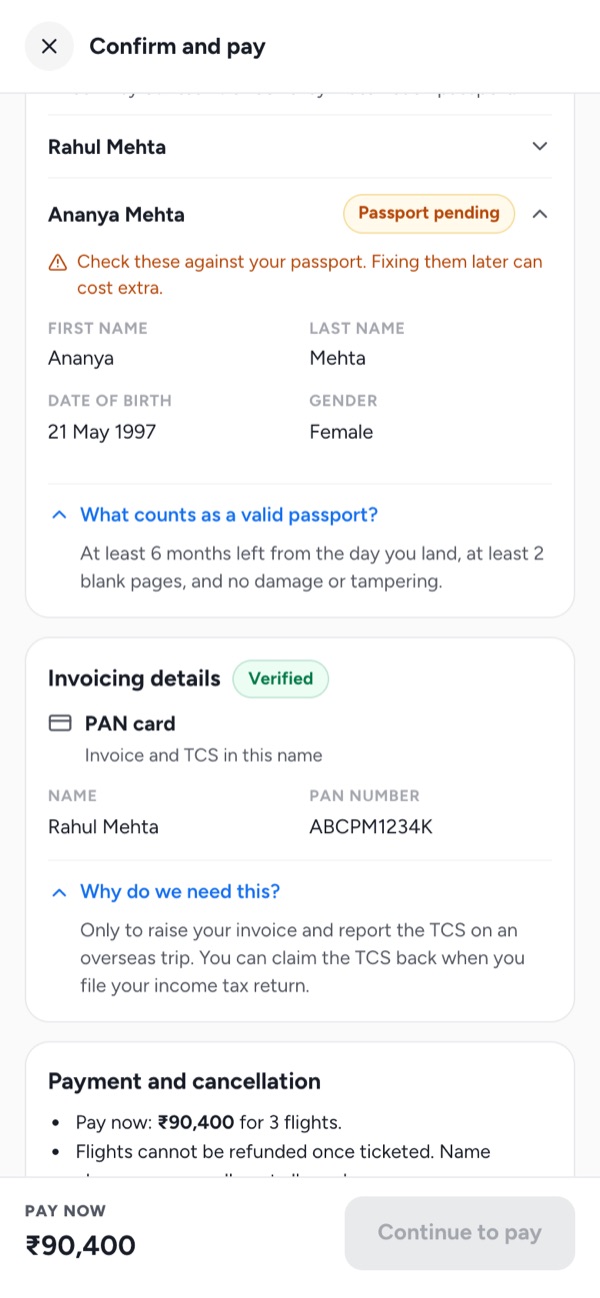 Confirm and pay
Rahul Mehta
Ananya Mehta
Passport pending
Check these against your passport. Fixing them later can
cost extra.
FIRST NAME
LAST NAME
Ananya
Mehta
DATE OF BIRTH
GENDER
21 May 1997
Female
What counts as a valid passport?
At least 6 months left from the day you land, at least 2
blank pages, and no damage or tampering.
Invoicing details
Verified
PAN card
Invoice and TCS in this name
NAME
PAN NUMBER
Rahul Mehta
ABCPM1234K
Why do we need this?
Only to raise your invoice and report the TCS on an
overseas trip. You can claim the TCS back when you
file your income tax return.
Payment and cancellation
• Pay now: ₹90,400 for 3 flights.
• Flights cannot be refunded once ticketed. Name
PAY NOW
₹90,400
Continue to pay